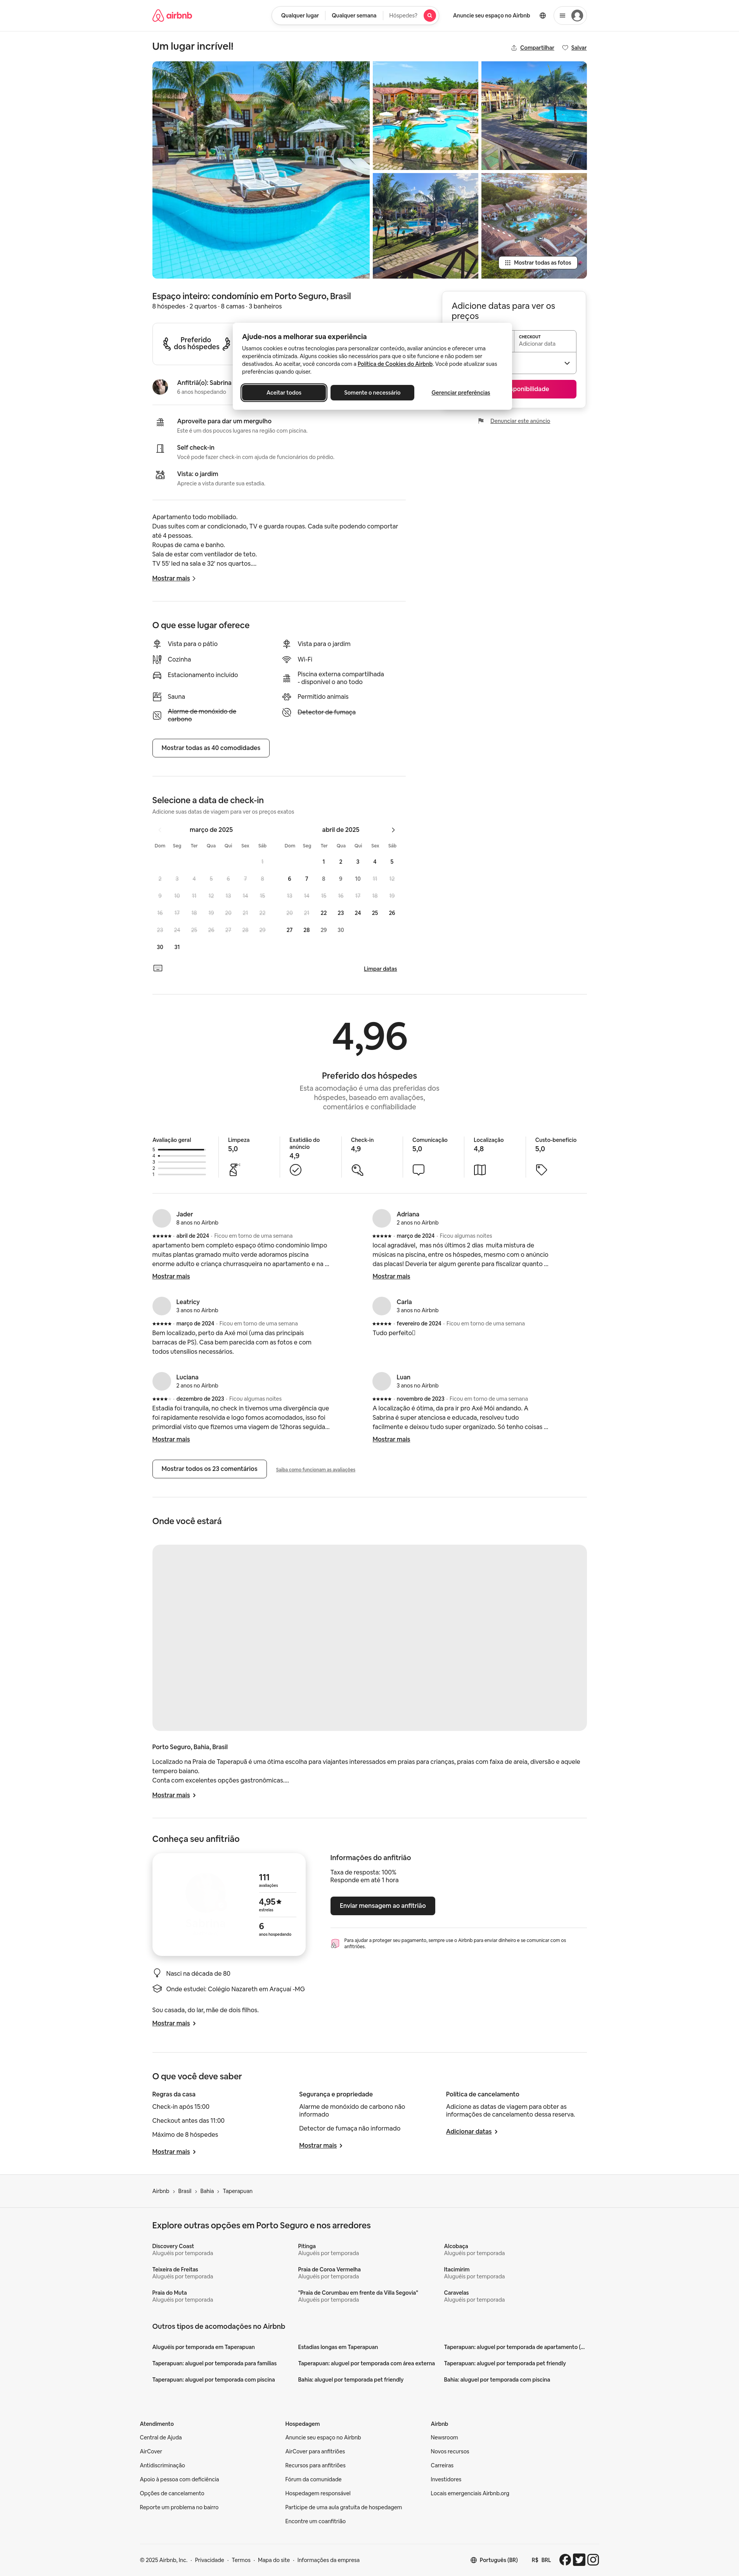 airbnb
Qualquer lugar
Qualquer semana
Hóspedes?
Anuncie seu espaço no Airbnb
Um lugar incrível!
Compartilhar
Salvar
Mostrar todas as fotos
Espaço inteiro: condomínio em Porto Seguro, Brasil
8 hóspedes · 2 quartos · 8 camas · 3 banheiros
Adicione datas para ver os
preços
CHECKOUT
Adicionar data
Preferido
dos hóspedes
Ajude-nos a melhorar sua experiência
Usamos cookies e outras tecnologias para personalizar conteúdo, avaliar anúncios e oferecer uma
experiência otimizada. Alguns cookies são necessários para que o site funcione e não podem ser
desativados. Ao aceitar, você concorda com a Política de Cookies do Airbnb. Você pode atualizar suas
preferências quando quiser.
Aceitar todos
Somente o necessário
Gerenciar preferências
Anfitriã(o): Sabrina
6 anos hospedando
Denunciar este anúncio
Aproveite para dar um mergulho
Este é um dos poucos lugares na região com piscina.
Self check-in
Você pode fazer check-in com ajuda de funcionários do prédio.
Vista: o jardim
Aprecie a vista durante sua estadia.
Apartamento todo mobiliado.
Duas suítes com ar condicionado, TV e guarda roupas. Cada suíte podendo comportar
até 4 pessoas.
Roupas de cama e banho.
Sala de estar com ventilador de teto.
TV 55' led na sala e 32' nos quartos....
Mostrar mais
O que esse lugar oferece
Vista para o pátio
Vista para o jardim
Cozinha
Wi-Fi
Estacionamento incluído
Piscina externa compartilhada
- disponível o ano todo
Sauna
Permitido animais
Alarme de monóxido de
carbono
Detector de fumaça
Mostrar todas as 40 comodidades
Selecione a data de check-in
Adicione suas datas de viagem para ver os preços exatos
março de 2025
Dom Seg Ter Qua Qui Sex Sáb
1
2 3 4 5 6 7 8
9 10 11 12 13 14 15
16 17 18 19 20 21 22
23 24 25 26 27 28 29
30 31
abril de 2025
Dom Seg Ter Qua Qui Sex Sáb
1 2 3 4 5
6 7 8 9 10 11 12
13 14 15 16 17 18 19
20 21 22 23 24 25 26
27 28 29 30
Limpar datas
4,96
Preferido dos hóspedes
Esta acomodação é uma das preferidas dos
hóspedes, baseado em avaliações,
comentários e confiabilidade
Avaliação geral
5
4
3
2
1
Limpeza
5,0
Exatidão do
anúncio
4,9
Check-in
4,9
Comunicação
5,0
Localização
4,8
Custo-benefício
5,0
Jader
8 anos no Airbnb
★★★★★ · abril de 2024 · Ficou em torno de uma semana
apartamento bem completo espaço ótimo condomínio limpo
muitas plantas gramado muito verde adoramos piscina
enorme adulto e criança churrasqueira no apartamento e na ...
Mostrar mais
Adriana
2 anos no Airbnb
★★★★★ · março de 2024 · Ficou algumas noites
local agradável, mas nós últimos 2 dias muita mistura de
músicas na piscina, entre os hóspedes, mesmo com o anúncio
das placas! Deveria ter algum gerente para fiscalizar quanto ...
Mostrar mais
Leatricy
3 anos no Airbnb
★★★★★ · março de 2024 · Ficou em torno de uma semana
Bem localizado, perto da Axé moi (uma das principais
barracas de PS). Casa bem parecida com as fotos e com
todos utensílios necessários.
Carla
3 anos no Airbnb
★★★★★ · fevereiro de 2024 · Ficou em torno de uma semana
Tudo perfeito
Luciana
2 anos no Airbnb
★★★★ · dezembro de 2023 · Ficou algumas noites
Estadia foi tranquila, no check in tivemos uma divergência que
foi rapidamente resolvida e logo fomos acomodados, isso foi
primordial visto que fizemos uma viagem de 12horas seguida...
Mostrar mais
Luan
3 anos no Airbnb
★★★★★ · novembro de 2023 · Ficou em torno de uma semana
A localização é ótima, da pra ir pro Axé Mói andando. A
Sabrina é super atenciosa e educada, resolveu tudo
facilmente e deixou tudo super organizado. Só tenho coisas ...
Mostrar mais
Mostrar todos os 23 comentários
Saiba como funcionam as avaliações
Onde você estará
Porto Seguro, Bahia, Brasil
Localizado na Praia de Taperapuã é uma ótima escolha para viajantes interessados em praias para crianças, praias com faixa de areia, diversão e aquele
tempero baiano.
Conta com excelentes opções gastronômicas....
Mostrar mais
Conheça seu anfitrião
111
avaliações
4,95★
estrelas
6
anos hospedando
Informações do anfitrião
Taxa de resposta: 100%
Responde em até 1 hora
Enviar mensagem ao anfitrião
Para ajudar a proteger seu pagamento, sempre use o Airbnb para enviar dinheiro e se comunicar com os
anfitriões.
Nasci na década de 80
Onde estudei: Colégio Nazareth em Araçuaí -MG
Sou casada, do lar, mãe de dois filhos.
Mostrar mais
O que você deve saber
Regras da casa
Check-in após 15:00
Checkout antes das 11:00
Máximo de 8 hóspedes
Mostrar mais
Segurança e propriedade
Alarme de monóxido de carbono não
informado
Detector de fumaça não informado
Mostrar mais
Política de cancelamento
Adicione as datas de viagem para obter as
informações de cancelamento dessa reserva.
Adicionar datas
Airbnb
Brasil
Bahia
Taperapuan
Explore outras opções em Porto Seguro e nos arredores
Discovery Coast
Aluguéis por temporada
Pitinga
Aluguéis por temporada
Alcobaça
Aluguéis por temporada
Teixeira de Freitas
Aluguéis por temporada
Praia de Coroa Vermelha
Aluguéis por temporada
Itacimirim
Aluguéis por temporada
Praia do Muta
Aluguéis por temporada
"Praia de Corumbau em frente da Villa Segovia"
Aluguéis por temporada
Caravelas
Aluguéis por temporada
Outros tipos de acomodações no Airbnb
Aluguéis por temporada em Taperapuan
Estadias longas em Taperapuan
Taperapuan: aluguel por temporada de apartamento (...
Taperapuan: aluguel por temporada para famílias
Taperapuan: aluguel por temporada com área externa
Taperapuan: aluguel por temporada pet friendly
Taperapuan: aluguel por temporada com piscina
Bahia: aluguel por temporada pet friendly
Bahia: aluguel por temporada com piscina
Atendimento
Central de Ajuda
AirCover
Antidiscriminação
Apoio à pessoa com deficiência
Opções de cancelamento
Reporte um problema no bairro
Hospedagem
Anuncie seu espaço no Airbnb
AirCover para anfitriões
Recursos para anfitriões
Fórum da comunidade
Hospedagem responsável
Participe de uma aula gratuita de hospedagem
Encontre um coanfitrião
Airbnb
Newsroom
Novos recursos
Carreiras
Investidores
Locais emergenciais Airbnb.org
© 2025 Airbnb, Inc. · Privacidade · Termos · Mapa do site · Informações da empresa
Português (BR)
R$ BRL